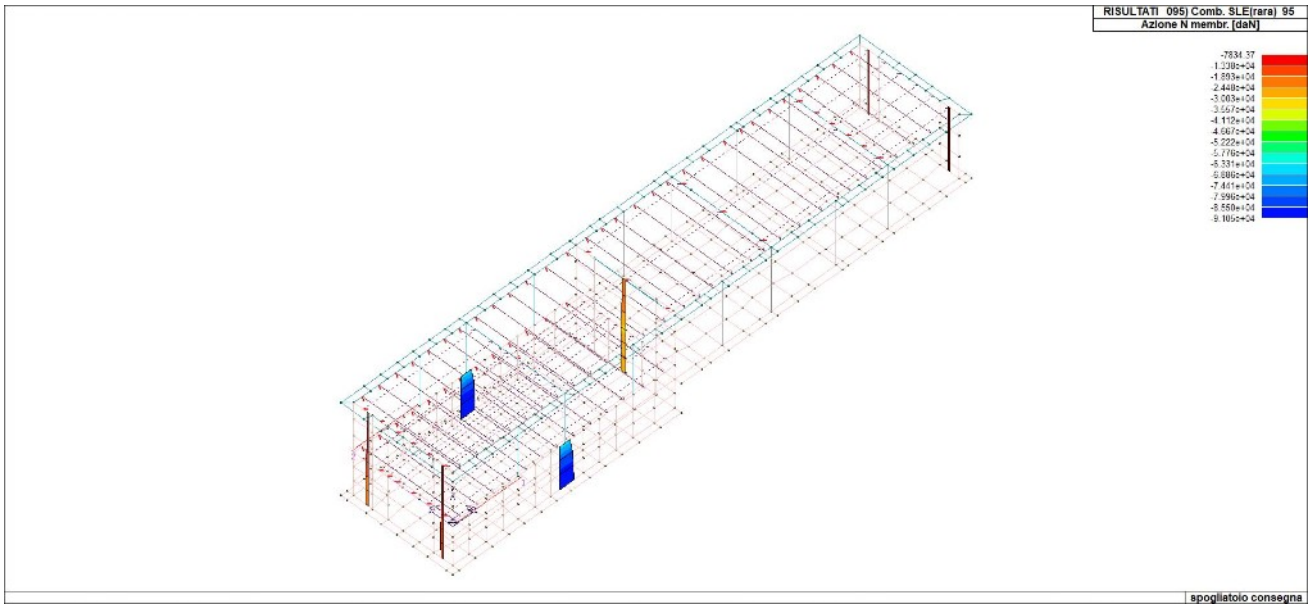 RISULTATI 095) Comb. SLE(rara) 95
Azione N membr. [daN]
-7834.37
-1.338e+04
-1.893e+04
-2.448e+04
-3.003e+04
-3.557e+04
-4.112e+04
-4.667e+04
-5.222e+04
-5.776e+04
-6.331e+04
-6.886e+04
-7.441e+04
-7.996e+04
-8.550e+04
-9.105e+04
spogliatoio consegna